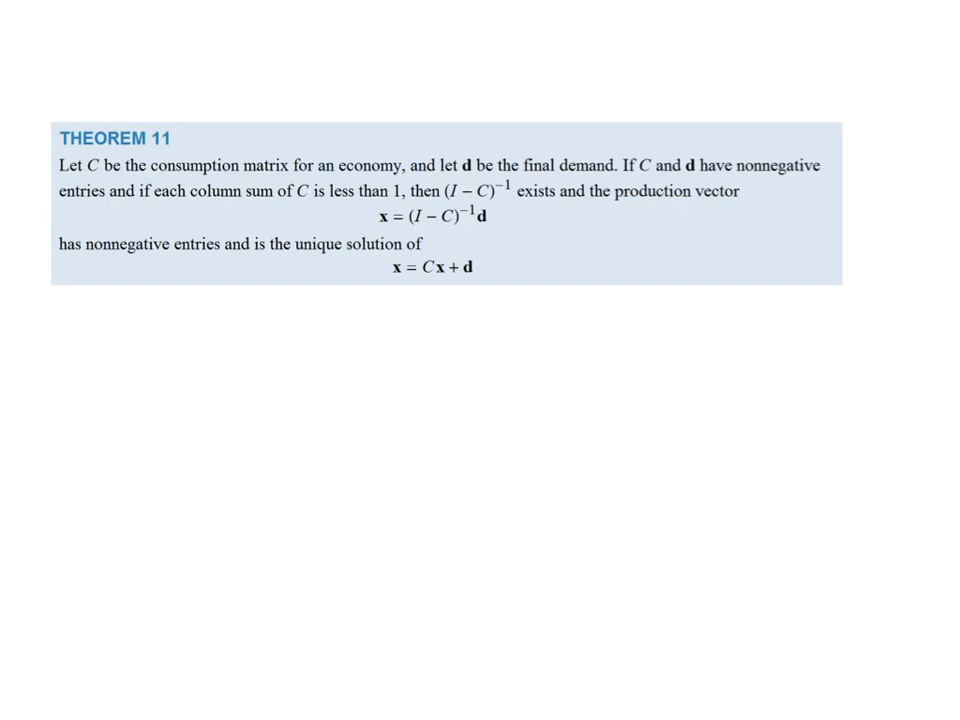 THEOREM 11
Let C be the consumption matrix for an economy, and let d be the final demand. If C and d have nonnegative
entries and if each column sum of C is less than 1, then (I − C)⁻¹ exists and the production vector
x = (I − C)⁻¹d
has nonnegative entries and is the unique solution of
x = Cx + d